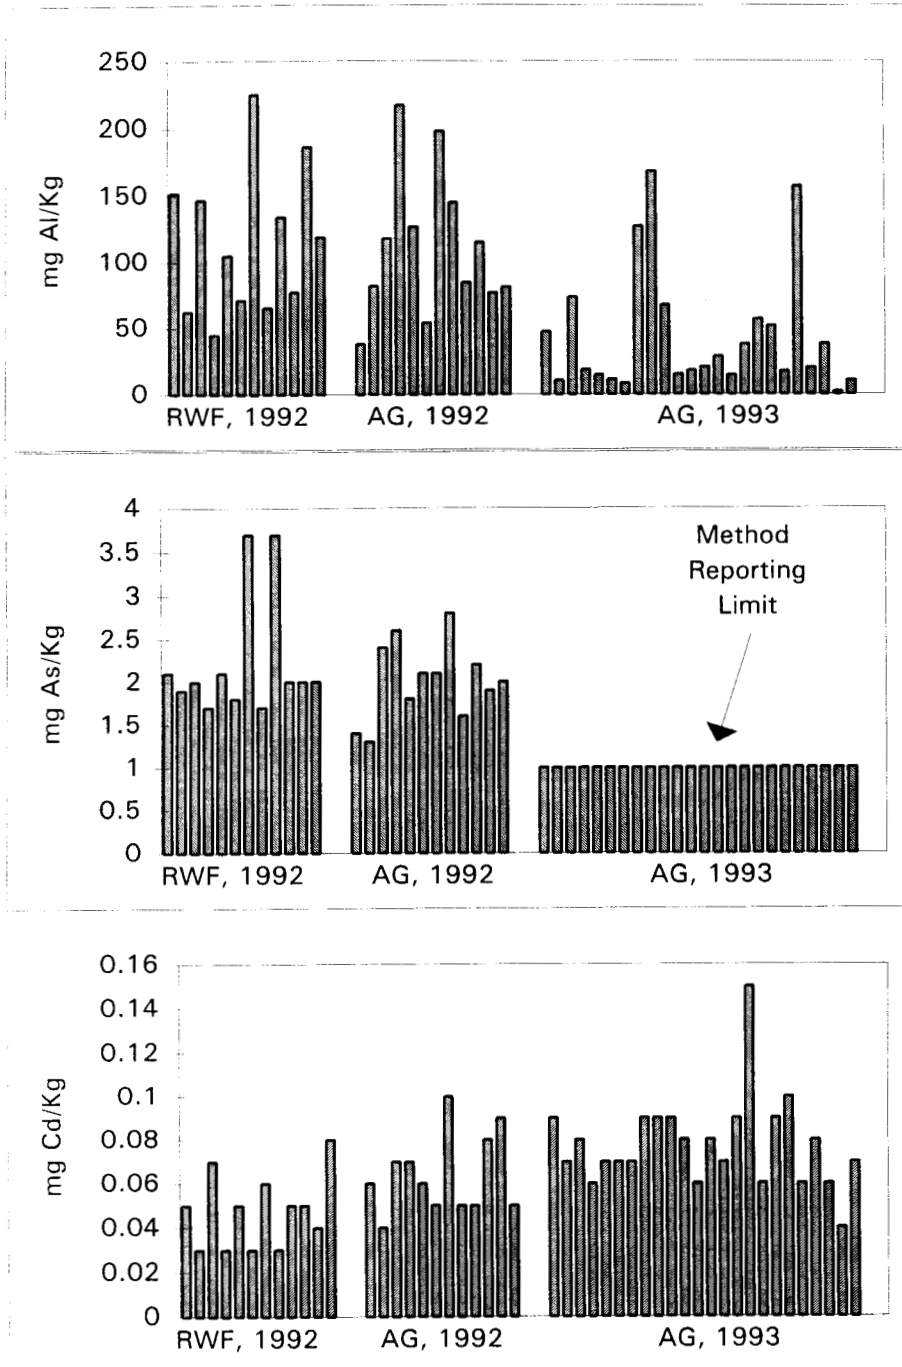 250
200
150
100
50
0
mg Al/Kg
RWF, 1992 AG, 1992 AG, 1993
4
3.5
3
2.5
2
1.5
1
0.5
0
mg As/Kg
Method
Reporting
Limit
RWF, 1992 AG, 1992 AG, 1993
0.16
0.14
0.12
0.1
0.08
0.06
0.04
0.02
0
mg Cd/Kg
RWF, 1992 AG, 1992 AG, 1993